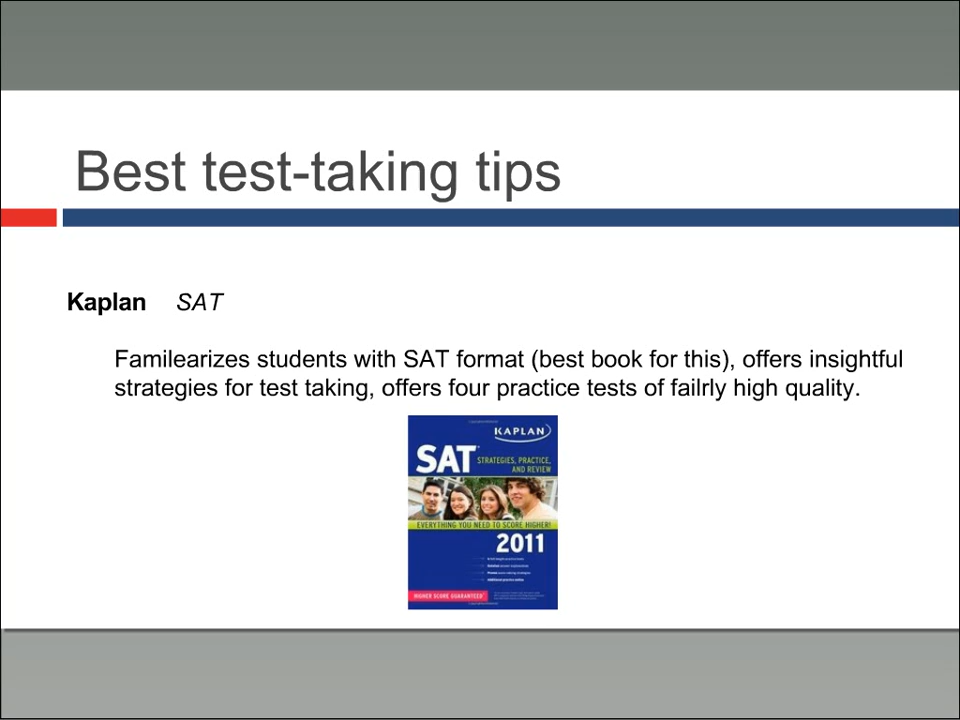 Best test-taking tips
Kaplan SAT
Familearizes students with SAT format (best book for this), offers insightful
strategies for test taking, offers four practice tests of failrly high quality.
KAPLAN
SAT
STRATEGIES, PRACTICE,
AND REVIEW
EVERYTHING YOU NEED TO SCORE HIGHER!
2011
HIGHER SCORE GUARANTEED*